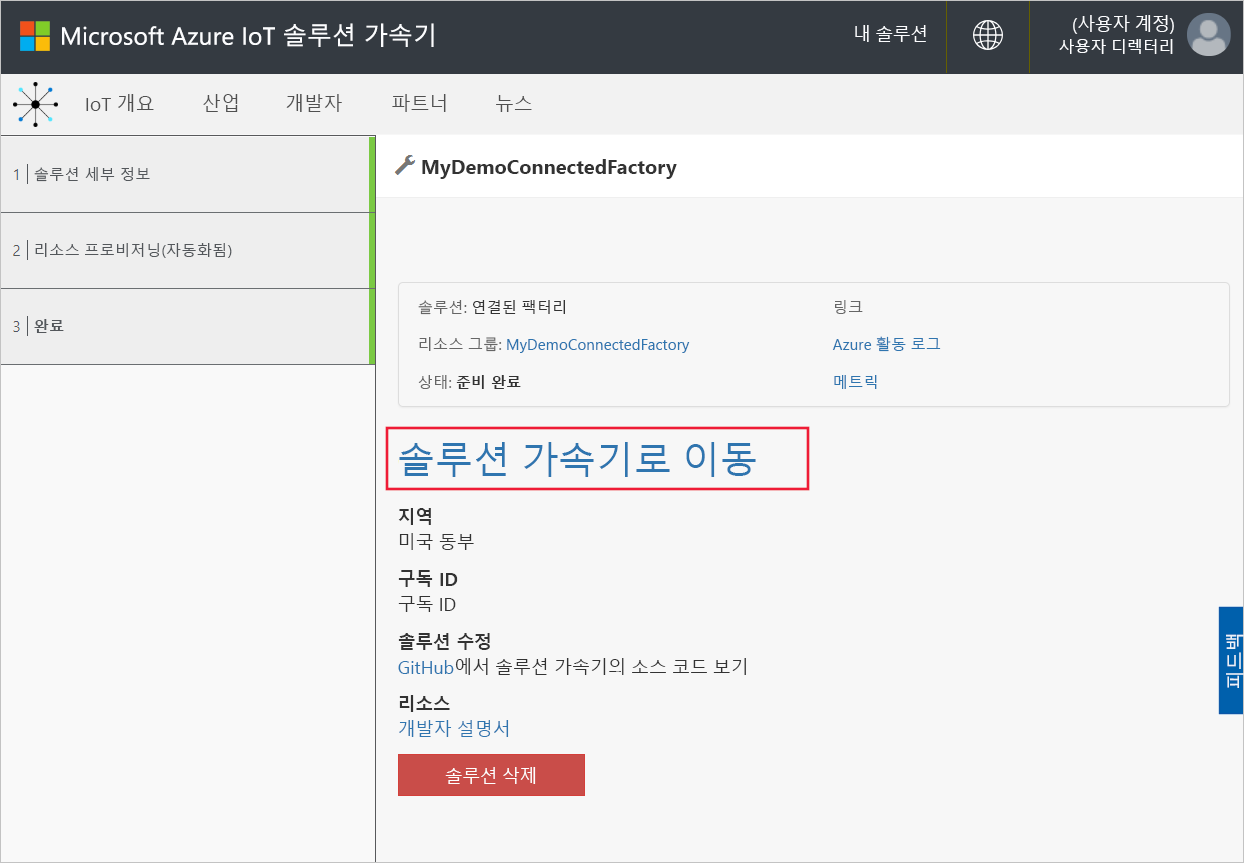 Microsoft Azure IoT 솔루션 가속기
내 솔루션
(사용자 계정)
사용자 디렉터리
IoT 개요
산업
개발자
파트너
뉴스
1 솔루션 세부 정보
2 리소스 프로비저닝(자동화됨)
3 완료
MyDemoConnectedFactory
솔루션: 연결된 팩터리
링크
리소스 그룹: MyDemoConnectedFactory
Azure 활동 로그
상태: 준비 완료
메트릭
솔루션 가속기로 이동
지역
미국 동부
구독 ID
구독 ID
솔루션 수정
GitHub에서 솔루션 가속기의 소스 코드 보기
리소스
개발자 설명서
솔루션 삭제
피드백